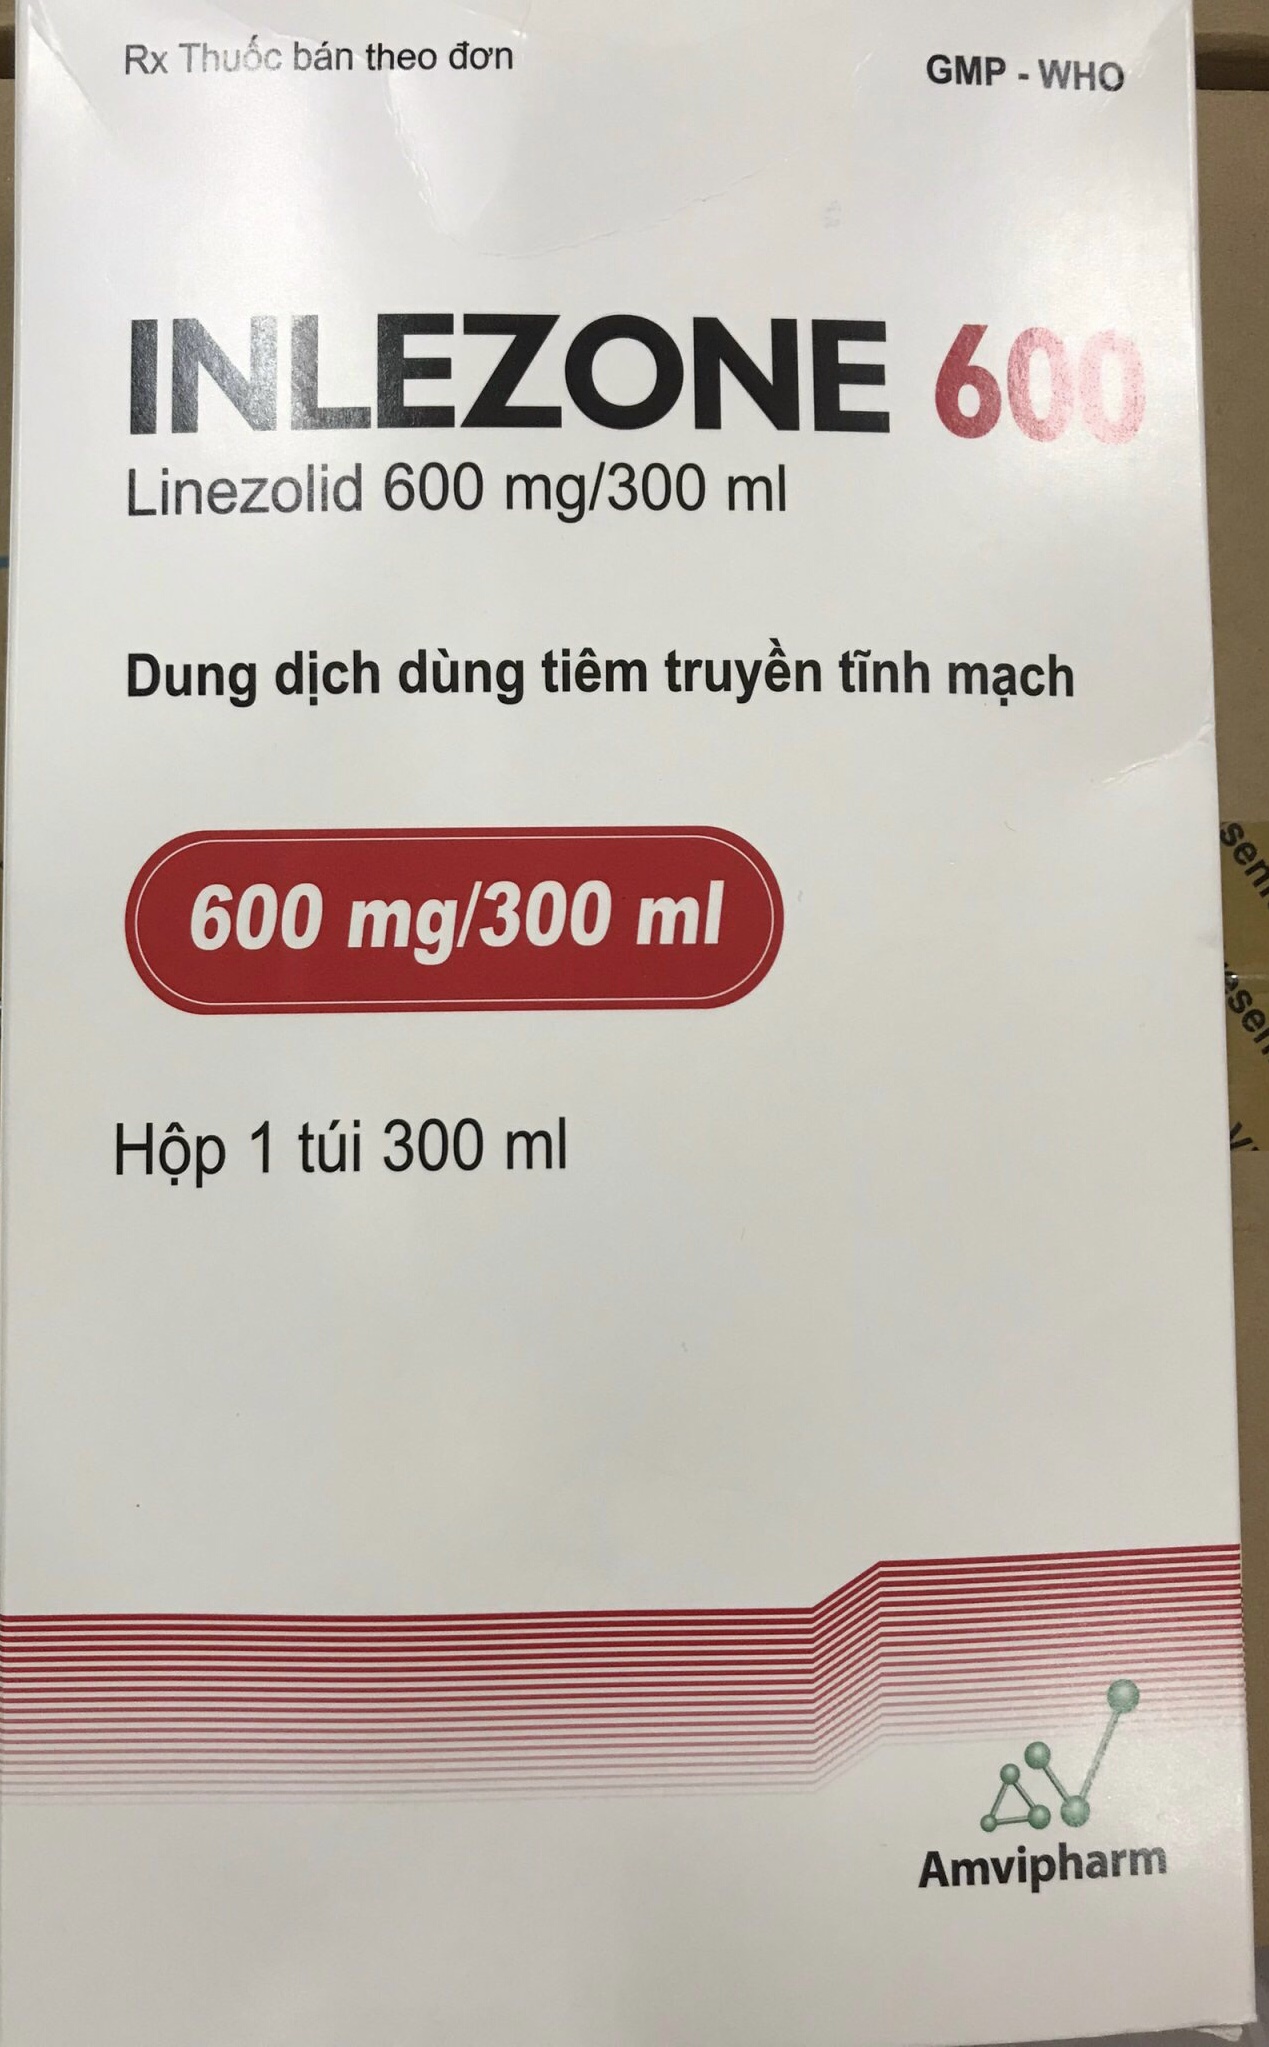 Rx Thuốc bán theo đơn
GMP - WHO
INLEZONE 600
Linezolid 600 mg/300 ml
Dung dịch dùng tiêm truyền tĩnh mạch
600 mg/300 ml
Hộp 1 túi 300 ml
Amvipharm